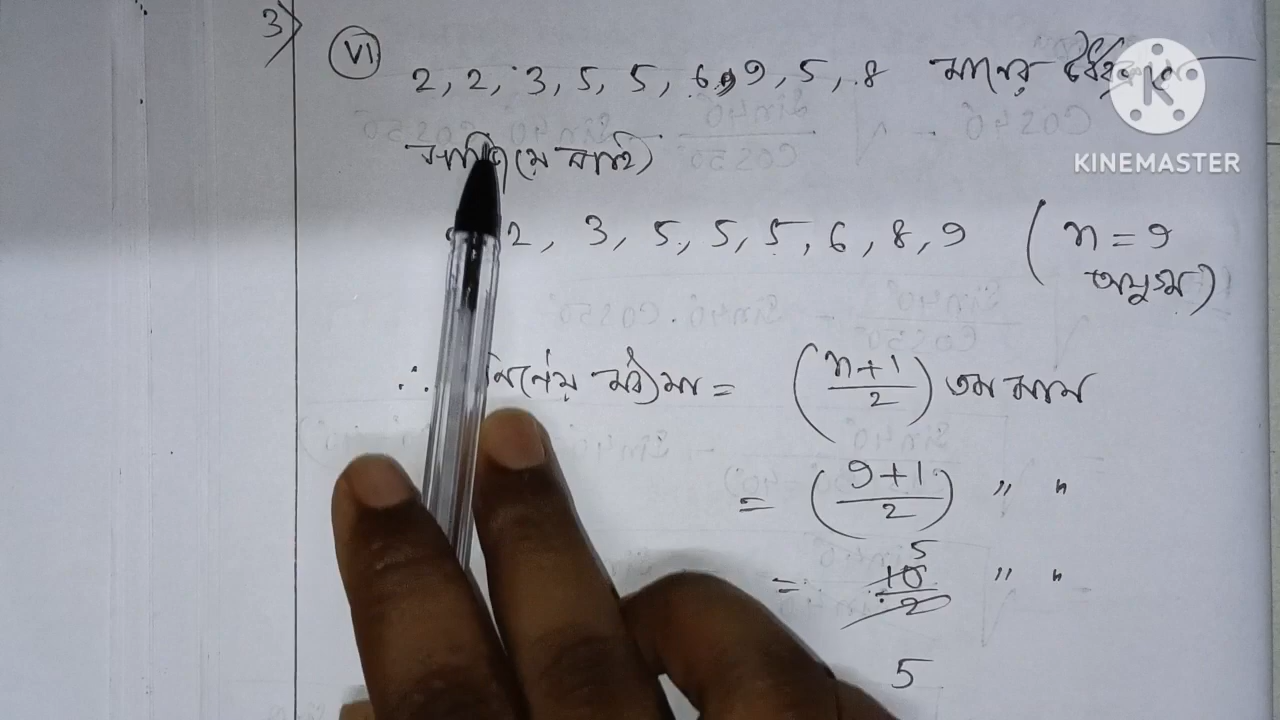 3)
VI 2, 2, 3, 5, 5, 6, 9, 5, 8 মানের
KINEMASTER
সাজিয়ে পাই
2, 3, 5, 5, 5, 6, 8, 9 (n = 9
অযুগ্ম)
∴ নির্ণেয় মধ্যমা = (n+1/2) তম মান
= (9+1/2) " "
= 10/2 5 " "
5